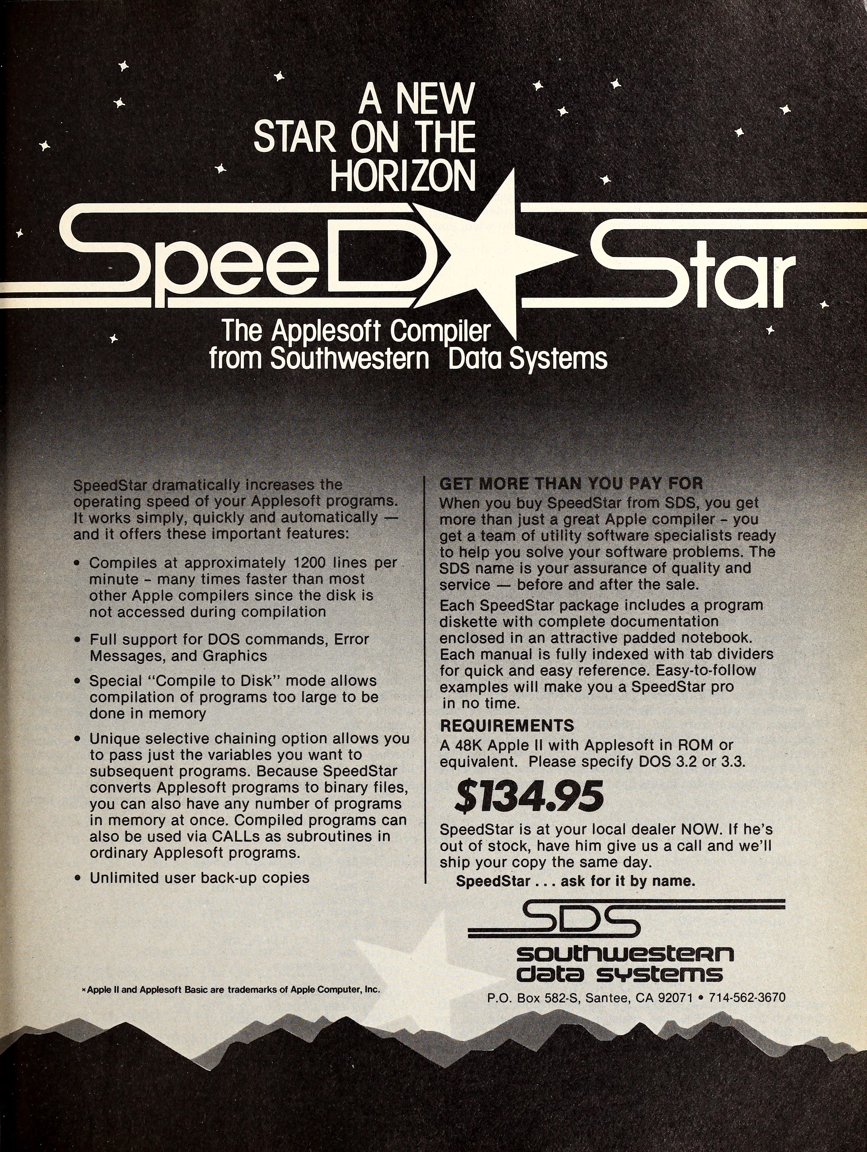 A NEW
STAR ON THE
HORIZON
SpeeD Star
The Applesoft Compiler
from Southwestern Data Systems
SpeedStar dramatically increases the
operating speed of your Applesoft programs.
It works simply, quickly and automatically —
and it offers these important features:
• Compiles at approximately 1200 lines per
minute – many times faster than most
other Apple compilers since the disk is
not accessed during compilation
• Full support for DOS commands, Error
Messages, and Graphics
• Special “Compile to Disk” mode allows
compilation of programs too large to be
done in memory
• Unique selective chaining option allows you
to pass just the variables you want to
subsequent programs. Because SpeedStar
converts Applesoft programs to binary files,
you can also have any number of programs
in memory at once. Compiled programs can
also be used via CALLs as subroutines in
ordinary Applesoft programs.
• Unlimited user back-up copies
*Apple II and Applesoft Basic are trademarks of Apple Computer, Inc.
GET MORE THAN YOU PAY FOR
When you buy SpeedStar from SDS, you get
more than just a great Apple compiler – you
get a team of utility software specialists ready
to help you solve your software problems. The
SDS name is your assurance of quality and
service — before and after the sale.
Each SpeedStar package includes a program
diskette with complete documentation
enclosed in an attractive padded notebook.
Each manual is fully indexed with tab dividers
for quick and easy reference. Easy-to-follow
examples will make you a SpeedStar pro
in no time.
REQUIREMENTS
A 48K Apple II with Applesoft in ROM or
equivalent. Please specify DOS 3.2 or 3.3.
$134.95
SpeedStar is at your local dealer NOW. If he’s
out of stock, have him give us a call and we’ll
ship your copy the same day.
SpeedStar . . . ask for it by name.
SDS
southwestern
data systems
P.O. Box 582-S, Santee, CA 92071 • 714-562-3670